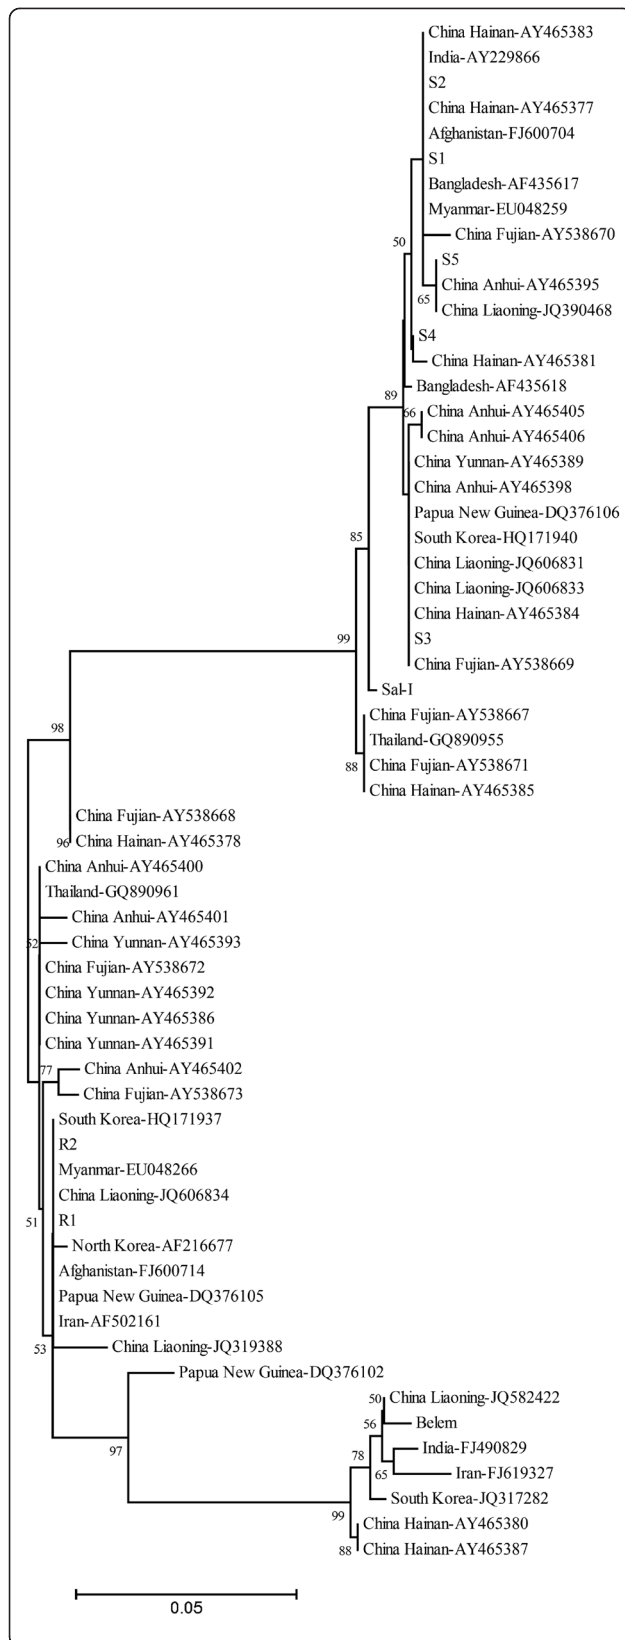 China Hainan-AY465383
India-AY229866
S2
China Hainan-AY465377
Afghanistan-FJ600704
S1
Bangladesh-AF435617
Myanmar-EU048259
50
China Fujian-AY538670
S5
China Anhui-AY465395
65
China Liaoning-JQ390468
S4
China Hainan-AY465381
Bangladesh-AF435618
89
66
China Anhui-AY465405
China Anhui-AY465406
China Yunnan-AY465389
China Anhui-AY465398
Papua New Guinea-DQ376106
85
South Korea-HQ171940
China Liaoning-JQ606831
China Liaoning-JQ606833
China Hainan-AY465384
99
S3
China Fujian-AY538669
Sal-I
China Fujian-AY538667
98
Thailand-GQ890955
88
China Fujian-AY538671
China Hainan-AY465385
China Fujian-AY538668
96
China Hainan-AY465378
China Anhui-AY465400
Thailand-GQ890961
China Anhui-AY465401
52
China Yunnan-AY465393
China Fujian-AY538672
China Yunnan-AY465392
China Yunnan-AY465386
China Yunnan-AY465391
77
China Anhui-AY465402
China Fujian-AY538673
South Korea-HQ171937
R2
Myanmar-EU048266
China Liaoning-JQ606834
51
R1
North Korea-AF216677
Afghanistan-FJ600714
Papua New Guinea-DQ376105
Iran-AF502161
53
China Liaoning-JQ319388
Papua New Guinea-DQ376102
50
China Liaoning-JQ582422
56
Belem
97
India-FJ490829
78
65
Iran-FJ619327
South Korea-JQ317282
99
China Hainan-AY465380
88
China Hainan-AY465387
0.05